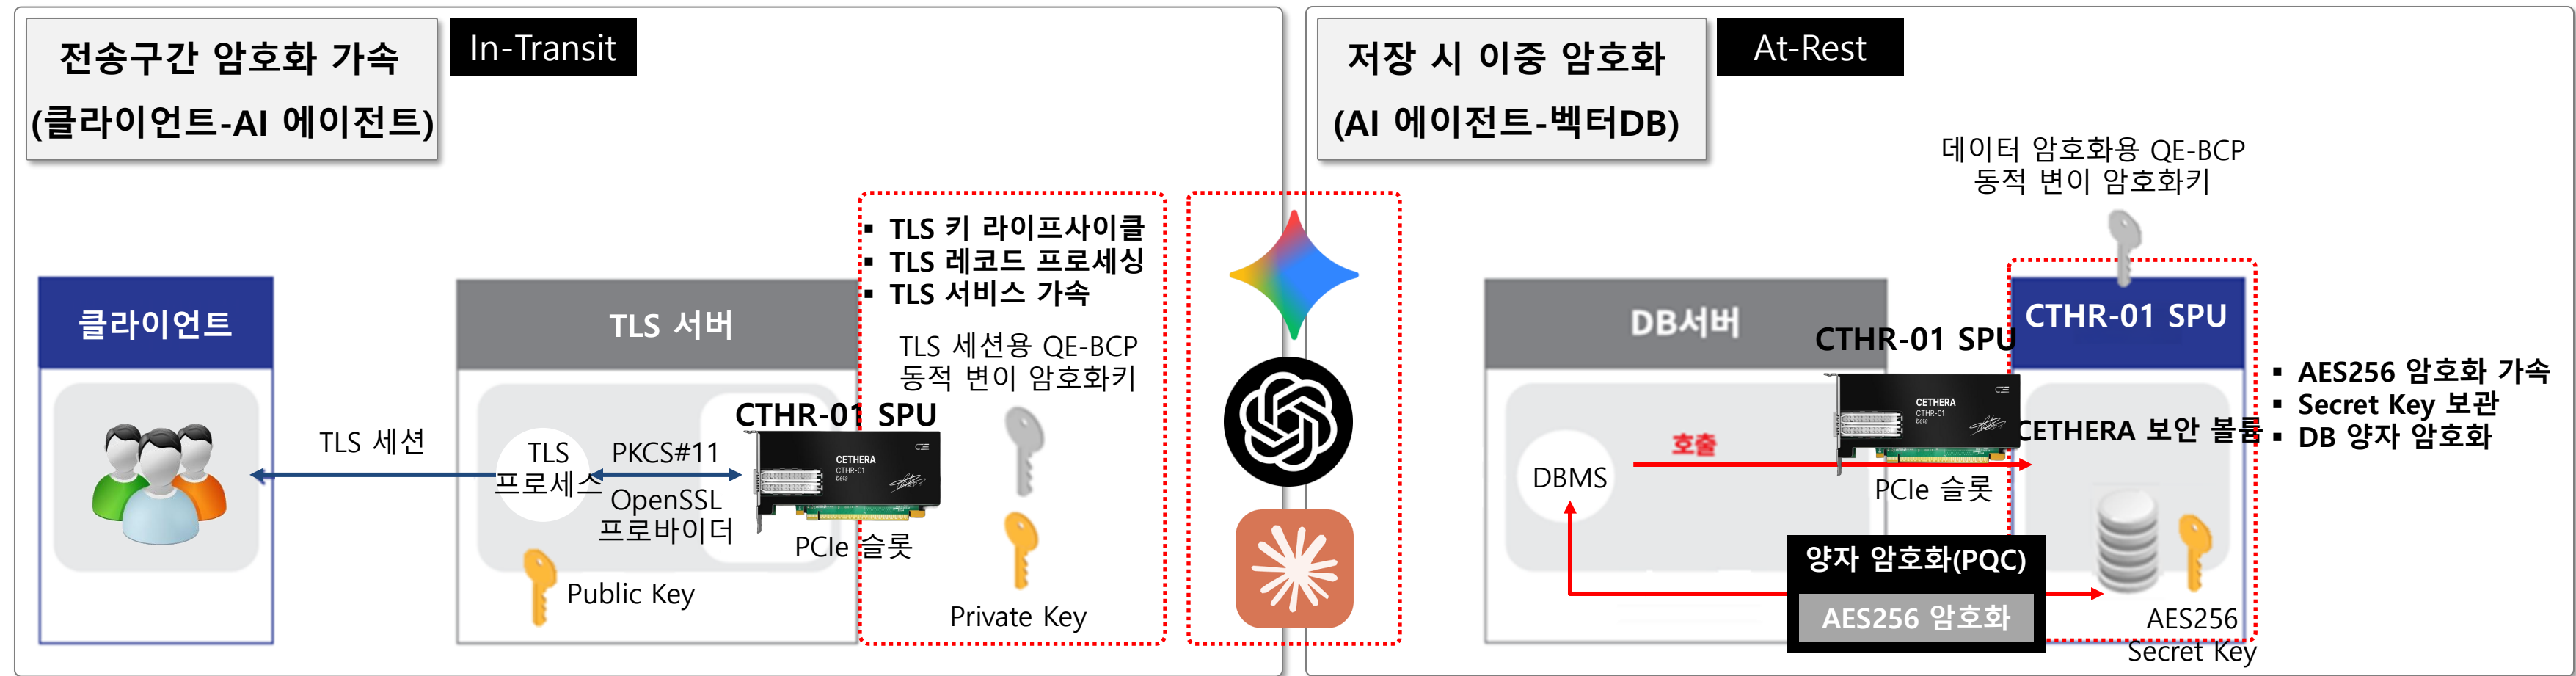 전송구간 암호화 가속
(클라이언트-AI 에이전트)
In-Transit
클라이언트
TLS 세션
TLS 서버
TLS
프로세스
PKCS#11
OpenSSL
프로바이더
Public Key
CTHR-01 SPU
CETHERA
CTHR-01
beta
PCIe 슬롯
▪ TLS 키 라이프사이클
▪ TLS 레코드 프로세싱
▪ TLS 서비스 가속
TLS 세션용 QE-BCP
동적 변이 암호화키
Private Key
저장 시 이중 암호화
(AI 에이전트-벡터DB)
At-Rest
데이터 암호화용 QE-BCP
동적 변이 암호화키
DB서버
DBMS
호출
CTHR-01 SPU
CETHERA
CTHR-01
beta
PCIe 슬롯
CTHR-01 SPU
CETHERA 보안 볼륨
양자 암호화(PQC)
AES256 암호화
AES256
Secret Key
▪ AES256 암호화 가속
▪ Secret Key 보관
▪ DB 양자 암호화